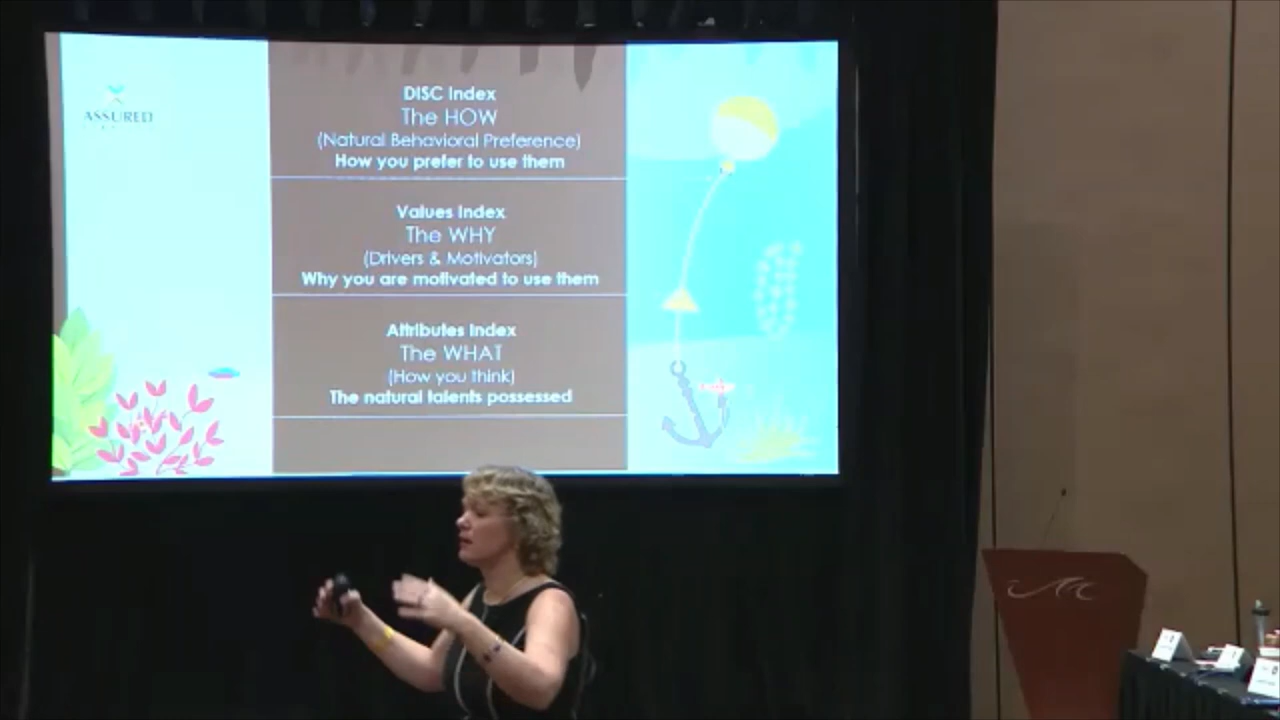 ASSURED
DISC Index
The HOW
(Natural Behavioral Preference)
How you prefer to use them
Values Index
The WHY
(Drivers & Motivators)
Why you are motivated to use them
Attributes Index
The WHAT
(How you think)
The natural talents possessed